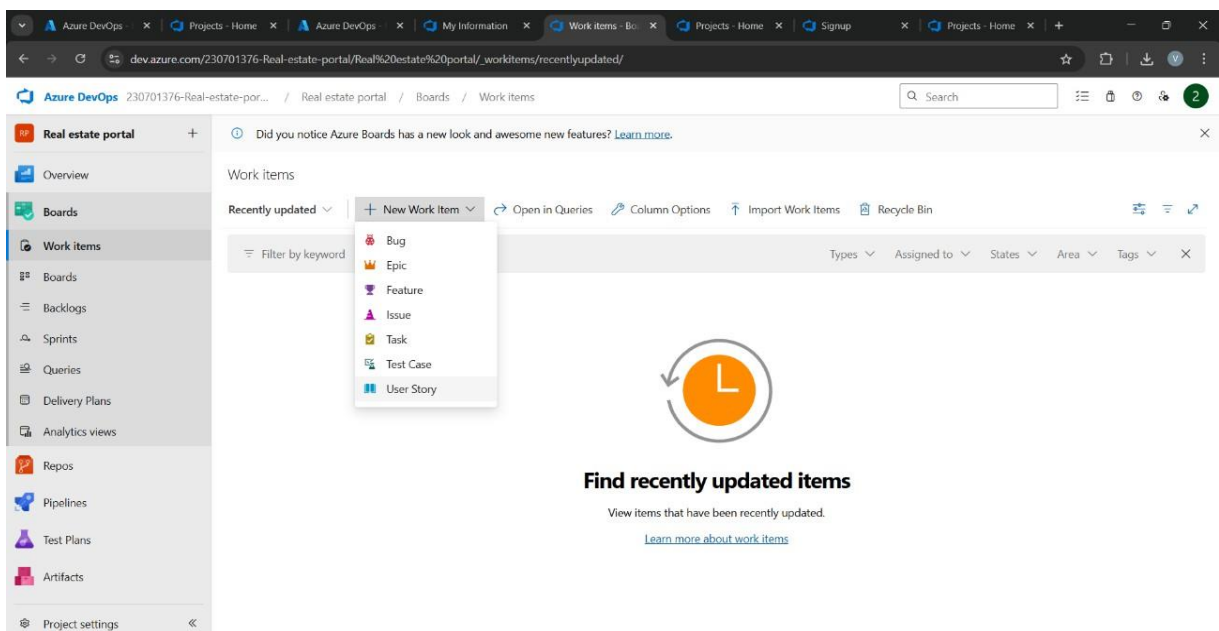 Azure DevOps - Projects - Home Azure DevOps - My Information Work items - Bo Projects - Home Signup Projects - Home
dev.azure.com/230701376-Real-estate-portal/Real%20estate%20portal/_workitems/recentlyupdated/ V
Azure DevOps 230701376-Real-estate-por... / Real estate portal / Boards / Work items Search 2
RP Real estate portal
Did you notice Azure Boards has a new look and awesome new features? Learn more.
Overview
Work items
Boards
Recently updated New Work Item Open in Queries Column Options Import Work Items Recycle Bin
Work items
Filter by keyword Types Assigned to States Area Tags
Bug
Epic
Feature
Issue
Task
Test Case
User Story
Boards
Backlogs
Sprints
Queries
Delivery Plans
Analytics views
Repos
Pipelines
Test Plans
Artifacts
Project settings
Find recently updated items
View items that have been recently updated.
Learn more about work items